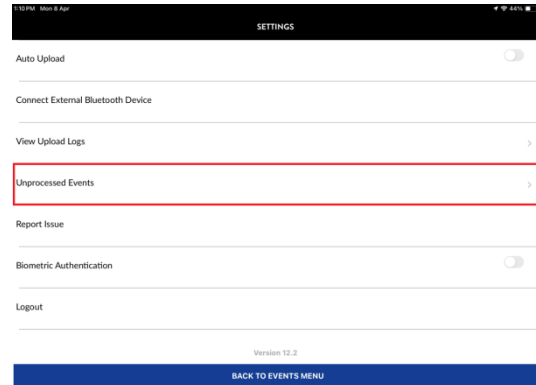 1:10 PM Mon 8 Apr 44%
SETTINGS
Auto Upload
Connect External Bluetooth Device
View Upload Logs
Unprocessed Events
Report Issue
Biometric Authentication
Logout
Version 12.2
BACK TO EVENTS MENU